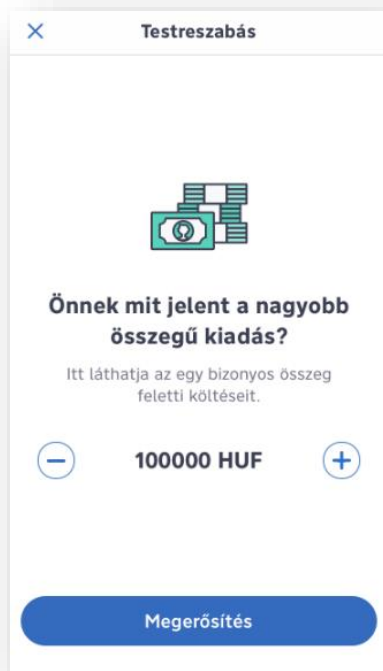 Testreszabás
Önnek mit jelent a nagyobb
összegű kiadás?
Itt láthatja az egy bizonyos összeg
feletti költéseit.
100000 HUF
Megerősítés